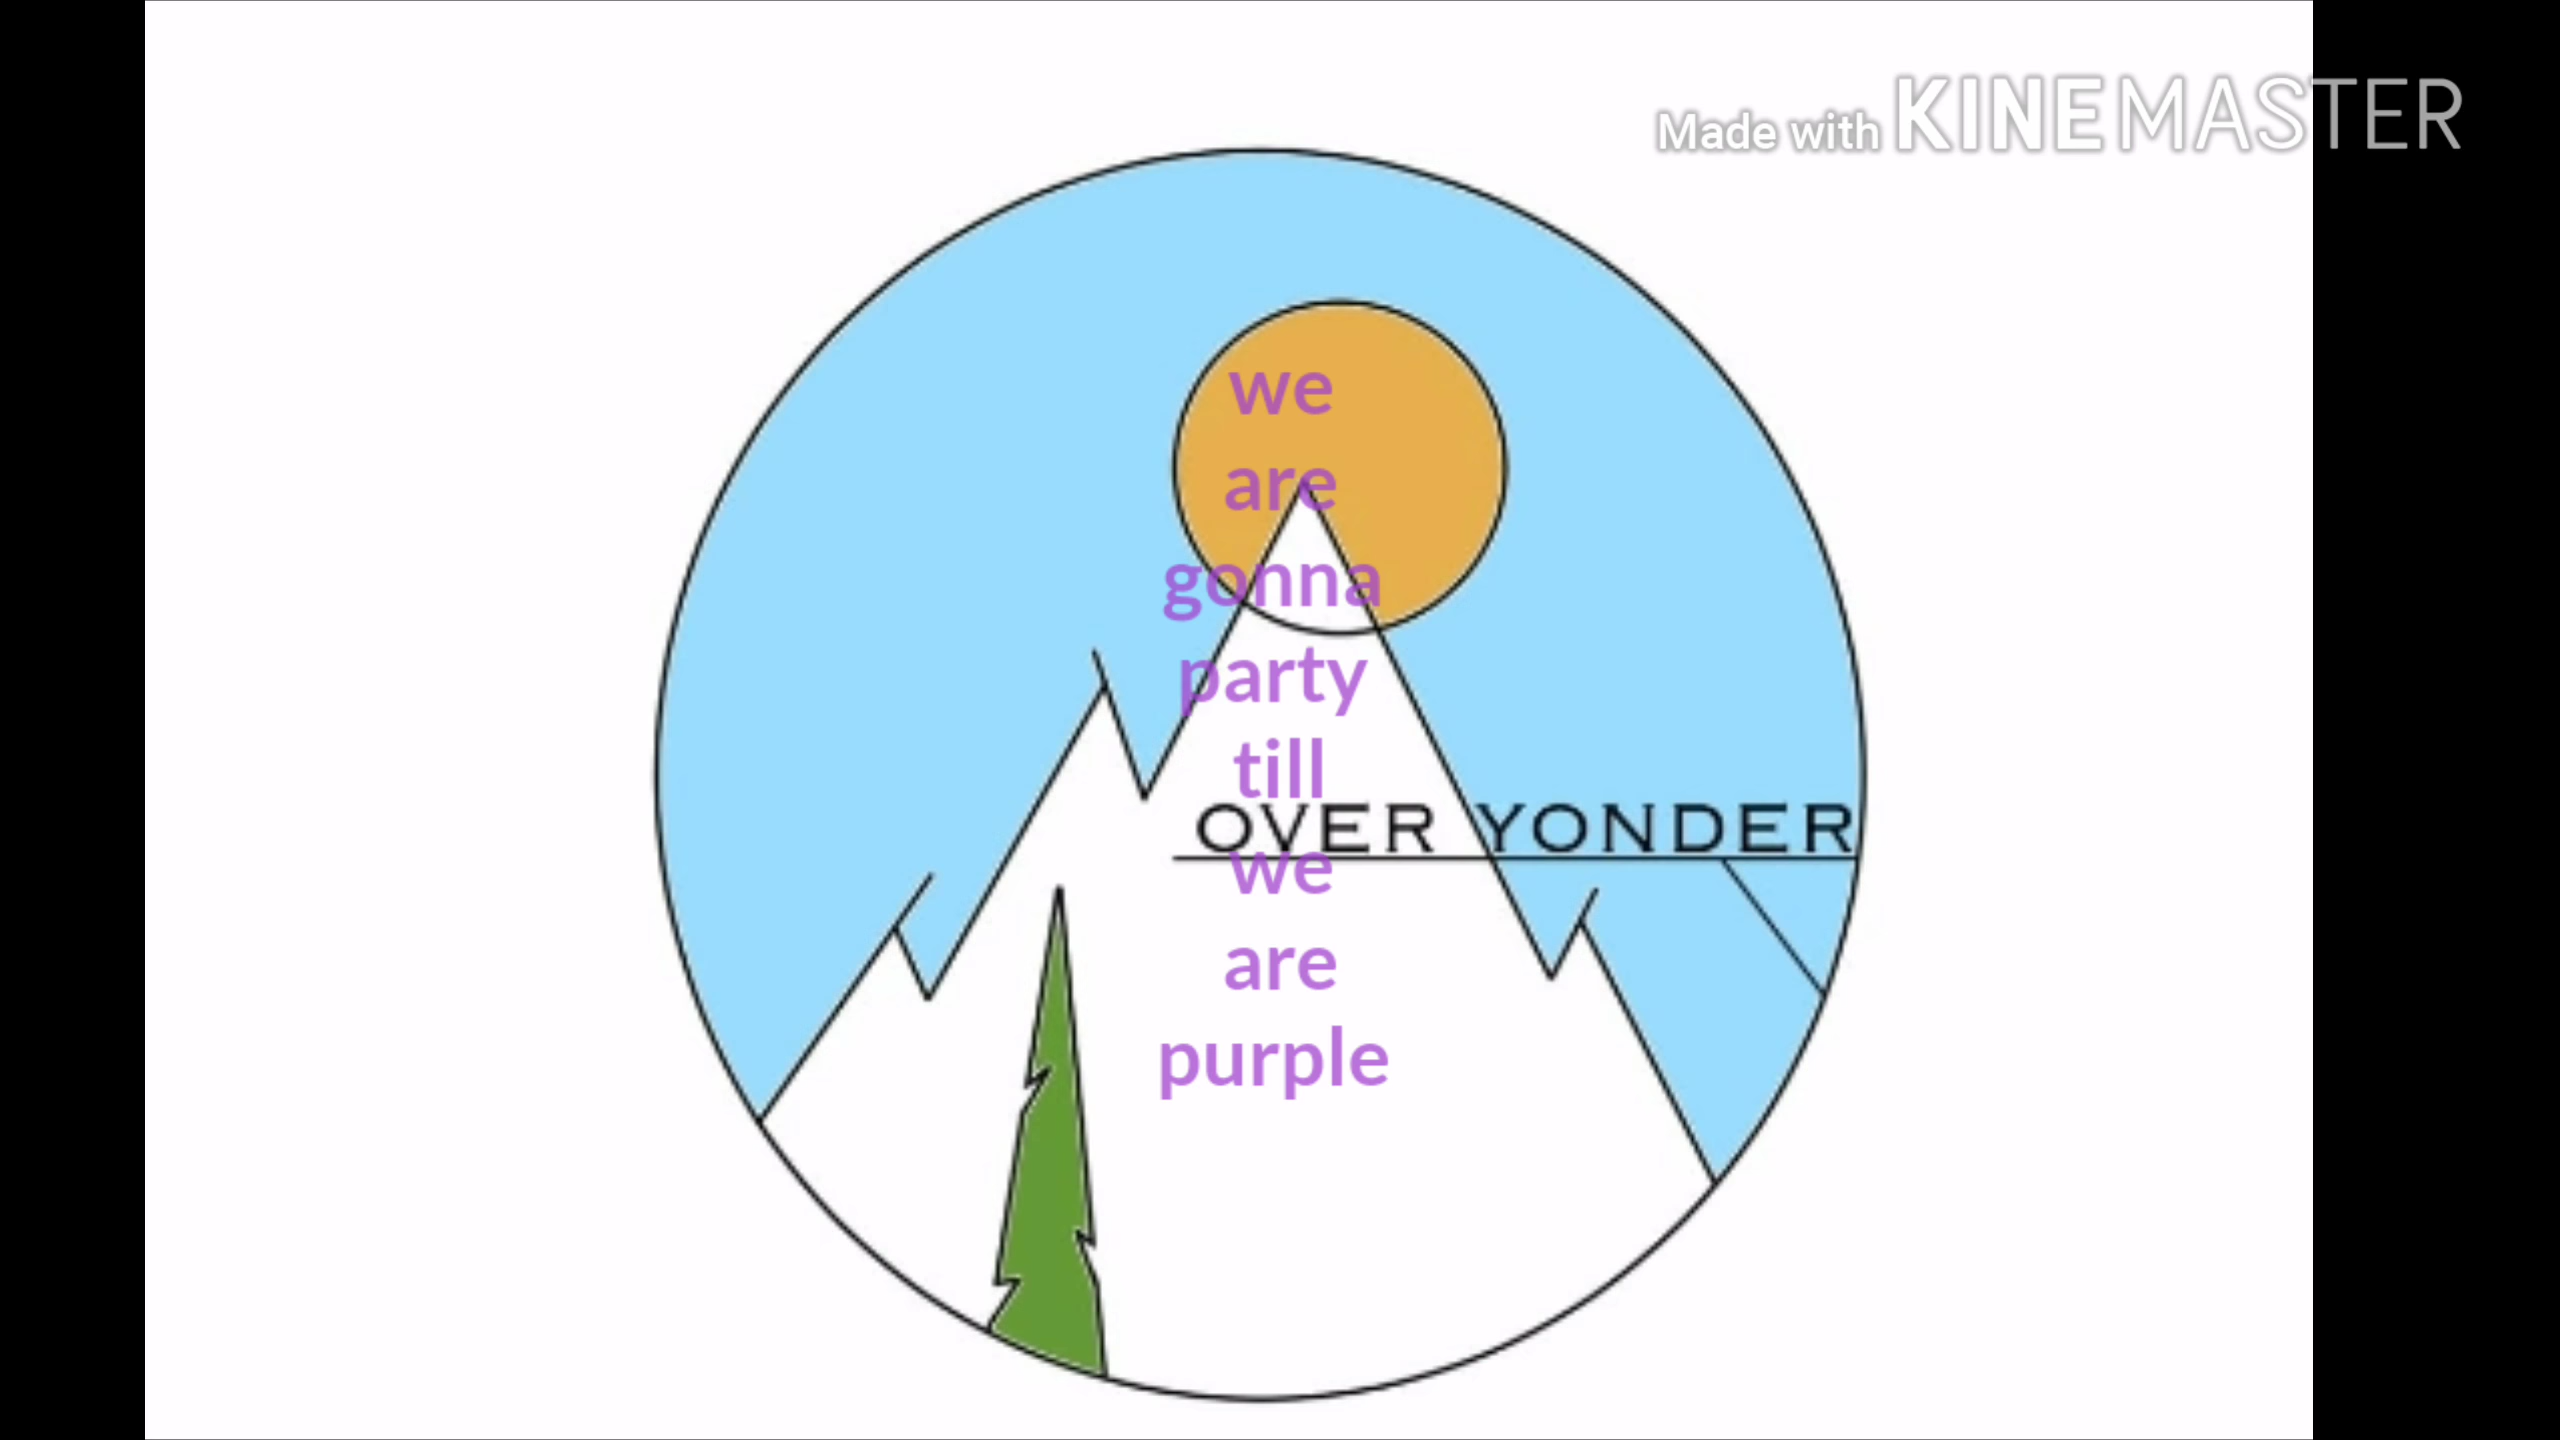 Made with KINEMASTER
we
are
gonna
party
till
OVER YONDER
we
are
purple